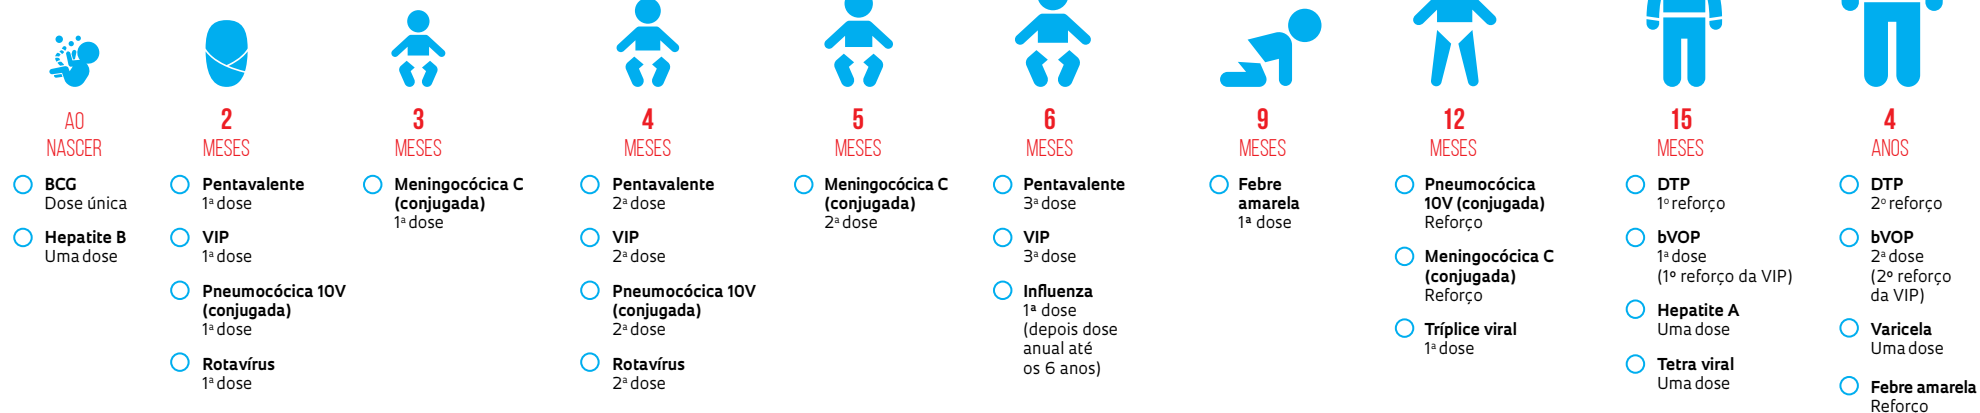 AO
NASCER
BCG
Dose única
Hepatite B
Uma dose
2
MESES
Pentavalente
1ª dose
VIP
1ª dose
Pneumocócica 10V
(conjugada)
1ª dose
Rotavírus
1ª dose
3
MESES
Meningocócica C
(conjugada)
1ª dose
4
MESES
Pentavalente
2ª dose
VIP
2ª dose
Pneumocócica 10V
(conjugada)
2ª dose
Rotavírus
2ª dose
5
MESES
Meningocócica C
(conjugada)
2ª dose
6
MESES
Pentavalente
3ª dose
VIP
3ª dose
Influenza
1ª dose
(depois dose
anual até
os 6 anos)
9
MESES
Febre
amarela
1ª dose
12
MESES
Pneumocócica
10V (conjugada)
Reforço
Meningocócica C
(conjugada)
Reforço
Tríplice viral
1ª dose
15
MESES
DTP
1º reforço
bVOP
1ª dose
(1º reforço da VIP)
Hepatite A
Uma dose
Tetra viral
Uma dose
4
ANOS
DTP
2º reforço
bVOP
2ª dose
(2º reforço
da VIP)
Varicela
Uma dose
Febre amarela
Reforço